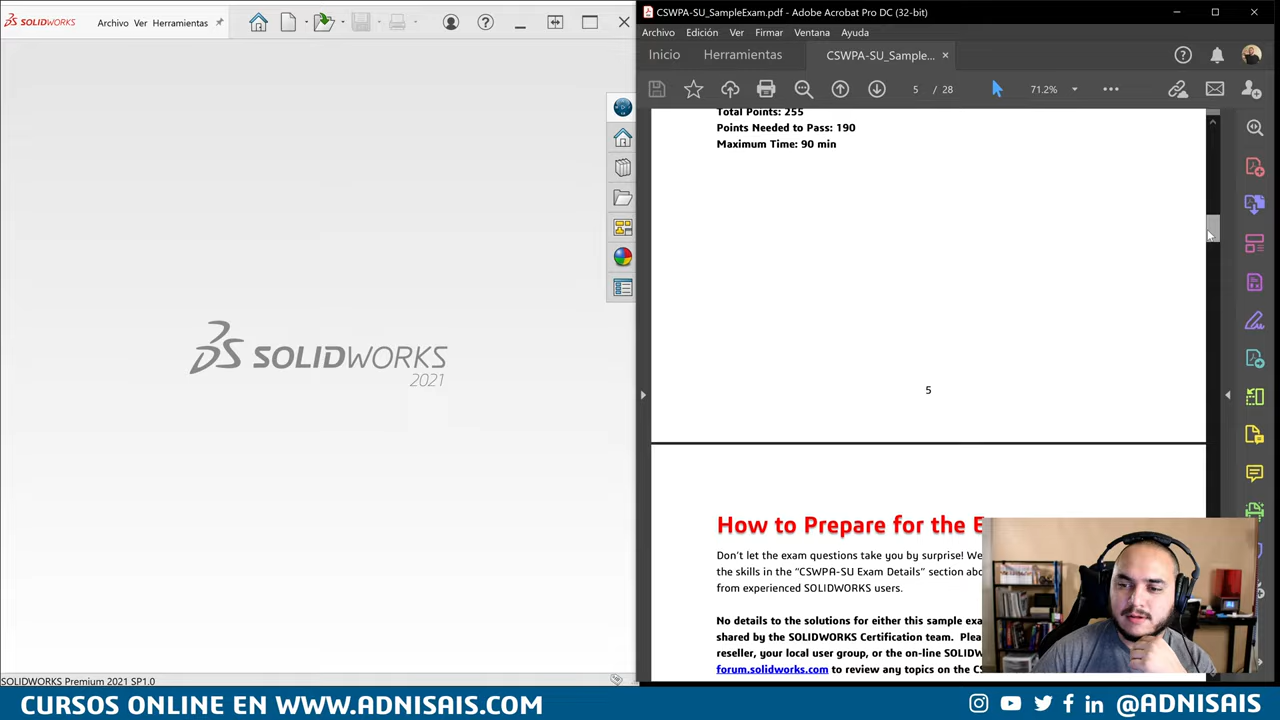 SOLIDWORKS
Archivo Ver Herramientas
CSWPA-SU_SampleExam.pdf - Adobe Acrobat Pro DC (32-bit)
Archivo Edición Ver Firmar Ventana Ayuda
Inicio Herramientas CSWPA-SU_Sample... ×
5 / 28 71.2%
Total Points: 255
Points Needed to Pass: 190
Maximum Time: 90 min
SOLIDWORKS
2021
5
How to Prepare for the E
Don't let the exam questions take you by surprise! We
the skills in the "CSWPA-SU Exam Details" section abo
from experienced SOLIDWORKS users.
No details to the solutions for either this sample exa
shared by the SOLIDWORKS Certification team. Plea
reseller, your local user group, or the on-line SOLIDW
forum.solidworks.com to review any topics on the CS
SOLIDWORKS Premium 2021 SP1.0
CURSOS ONLINE EN WWW.ADNISAIS.COM
@ADNISAIS